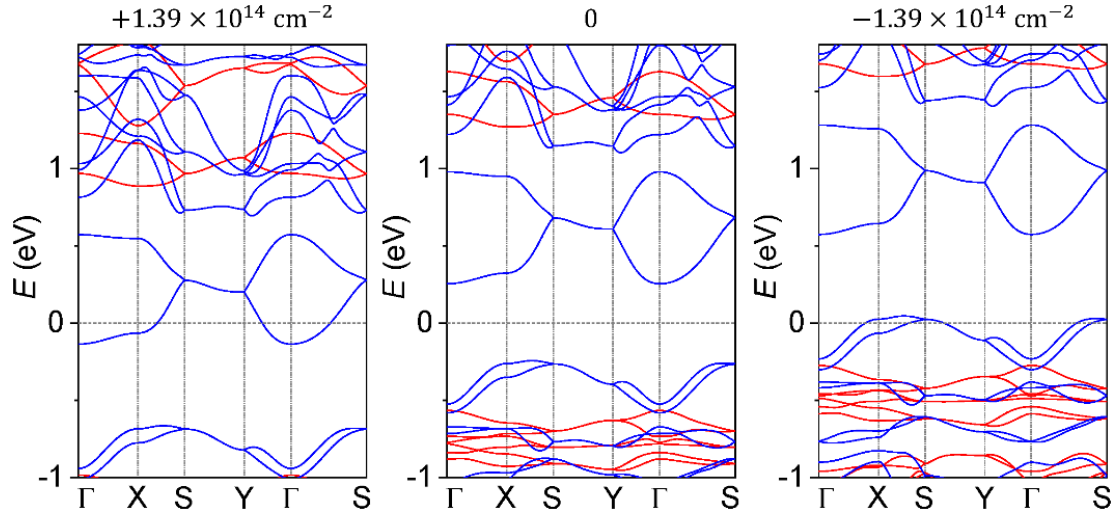 +1.39 × 10¹⁴ cm⁻²
0
−1.39 × 10¹⁴ cm⁻²
E (eV)
1
0
-1
Γ X S Y Γ S
E (eV)
1
0
-1
Γ X S Y Γ S
E (eV)
1
0
-1
Γ X S Y Γ S